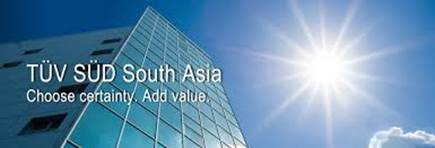 TÜV SÜD South Asia
Choose certainty. Add value.